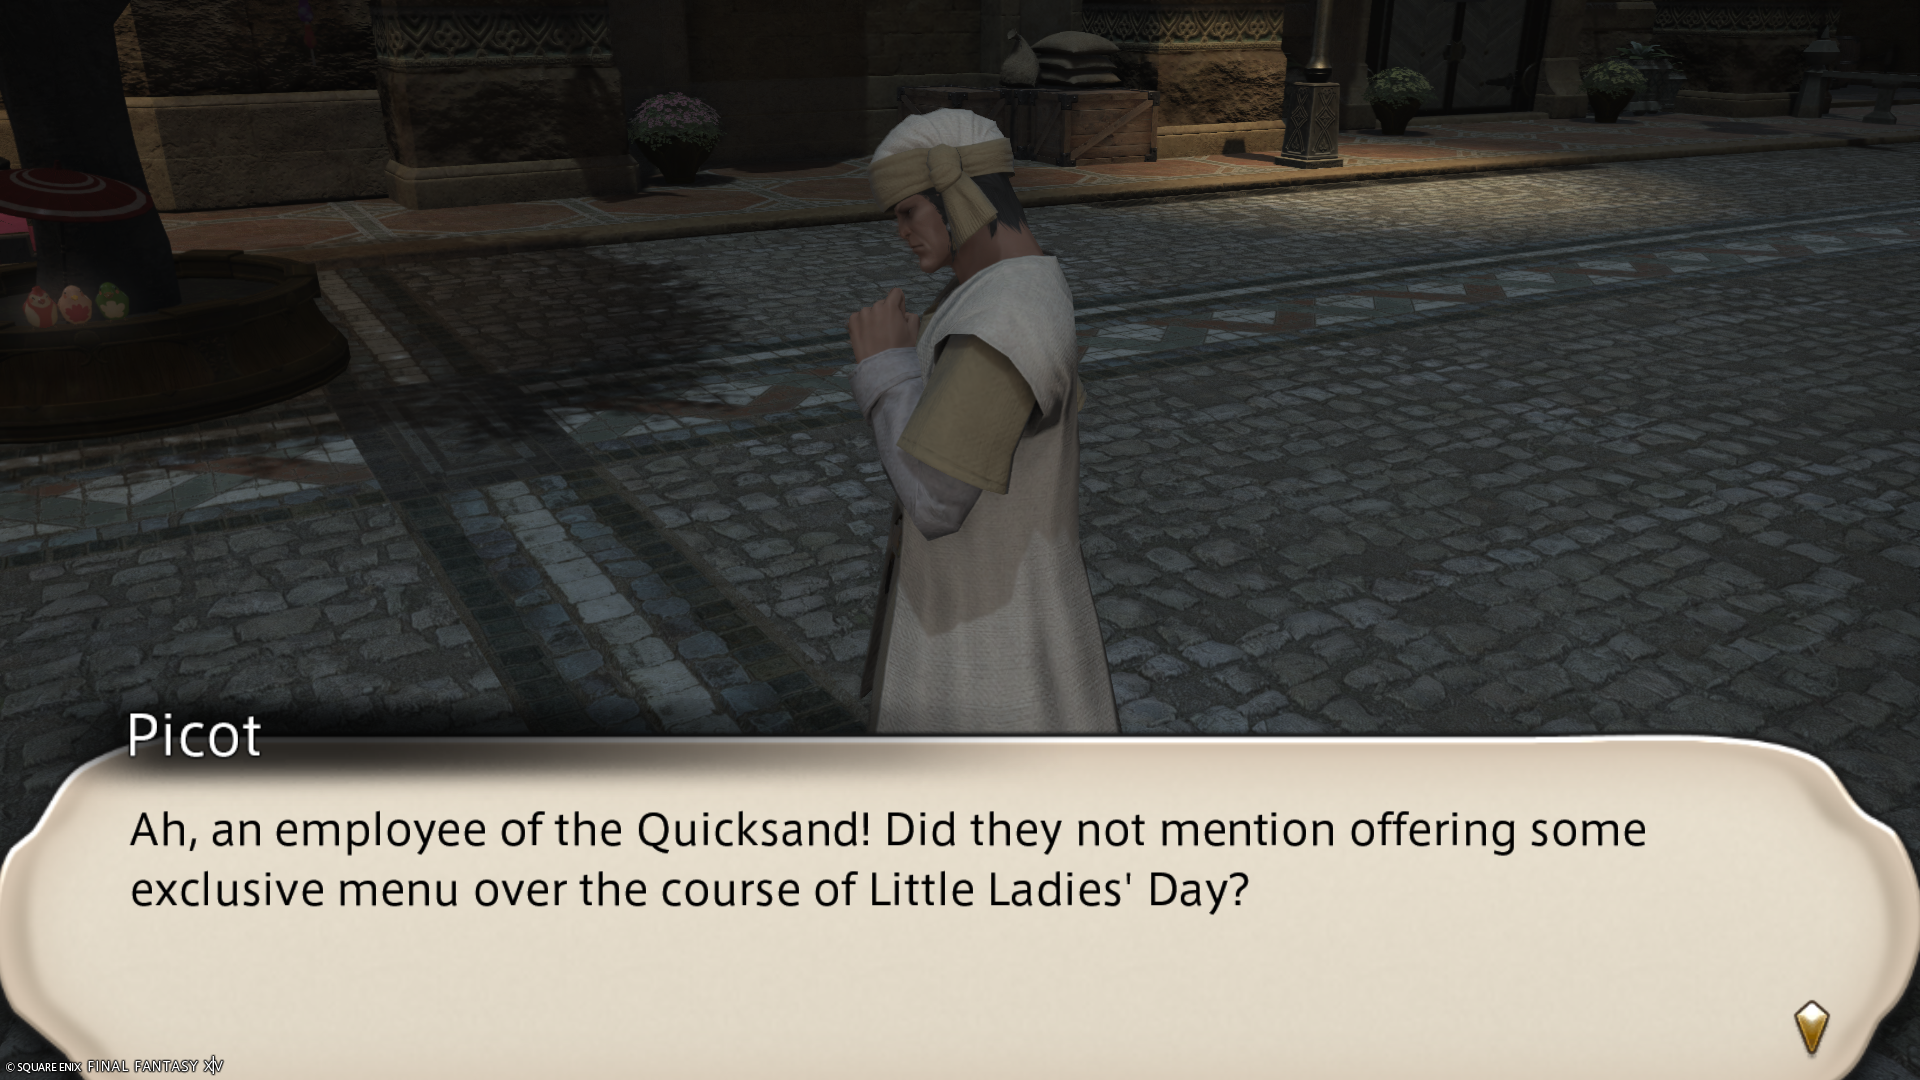 Picot
Ah, an employee of the Quicksand! Did they not mention offering some
exclusive menu over the course of Little Ladies' Day?
© SQUARE ENIX FINAL FANTASY XIV